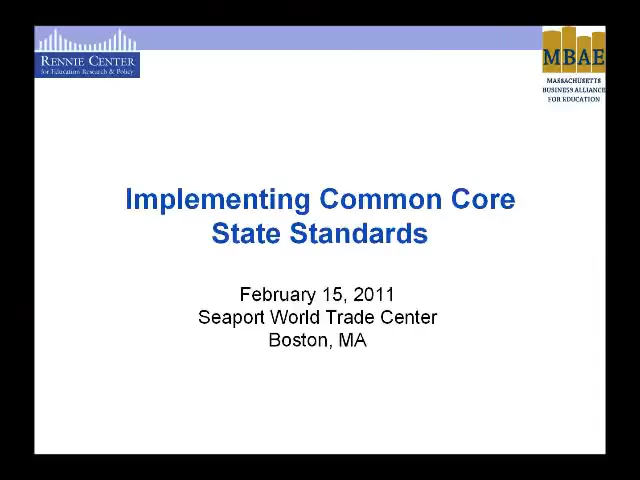 RENNIE CENTER
for Education Research & Policy
MBAE
MASSACHUSETTS
BUSINESS ALLIANCE
FOR EDUCATION
Implementing Common Core
State Standards
February 15, 2011
Seaport World Trade Center
Boston, MA